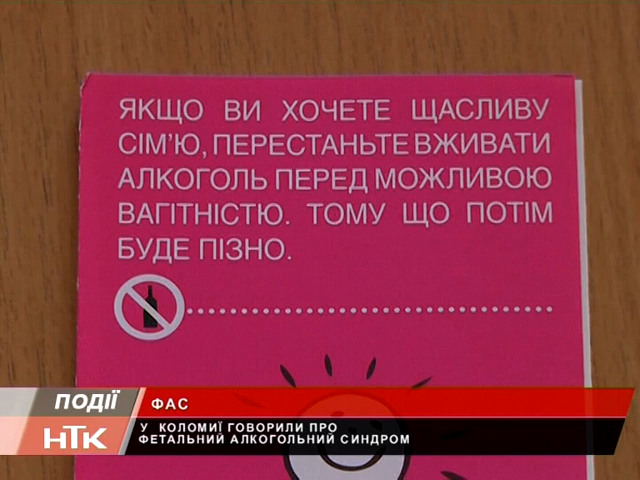 ЯКЩО ВИ ХОЧЕТЕ ЩАСЛИВУ
СІМ'Ю, ПЕРЕСТАНЬТЕ ВЖИВАТИ
АЛКОГОЛЬ ПЕРЕД МОЖЛИВОЮ
ВАГІТНІСТЮ. ТОМУ ЩО ПОТІМ
БУДЕ ПІЗНО.
ПОДІЇ
НТК
ФАС
У КОЛОМИЇ ГОВОРИЛИ ПРО
ФЕТАЛЬНИЙ АЛКОГОЛЬНИЙ СИНДРОМ